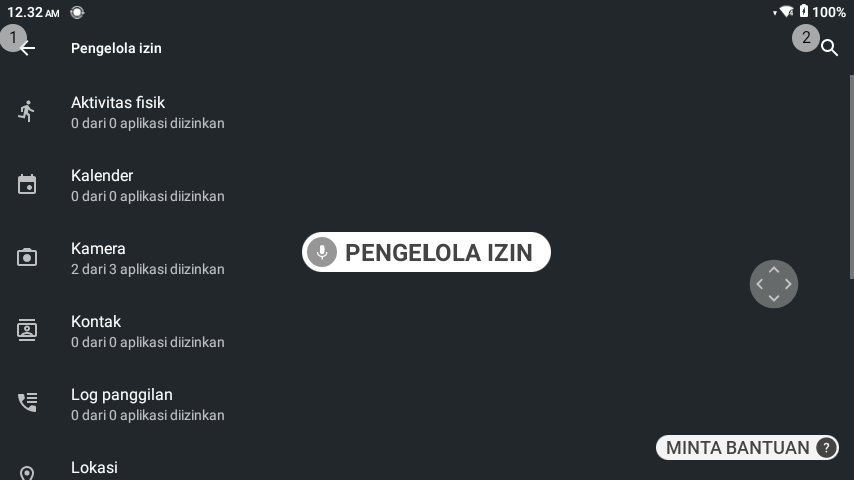 12.32 AM
100%
1
Pengelola izin
2
Aktivitas fisik
0 dari 0 aplikasi diizinkan
Kalender
0 dari 0 aplikasi diizinkan
Kamera
2 dari 3 aplikasi diizinkan
PENGELOLA IZIN
Kontak
0 dari 0 aplikasi diizinkan
Log panggilan
0 dari 0 aplikasi diizinkan
MINTA BANTUAN ?
Lokasi